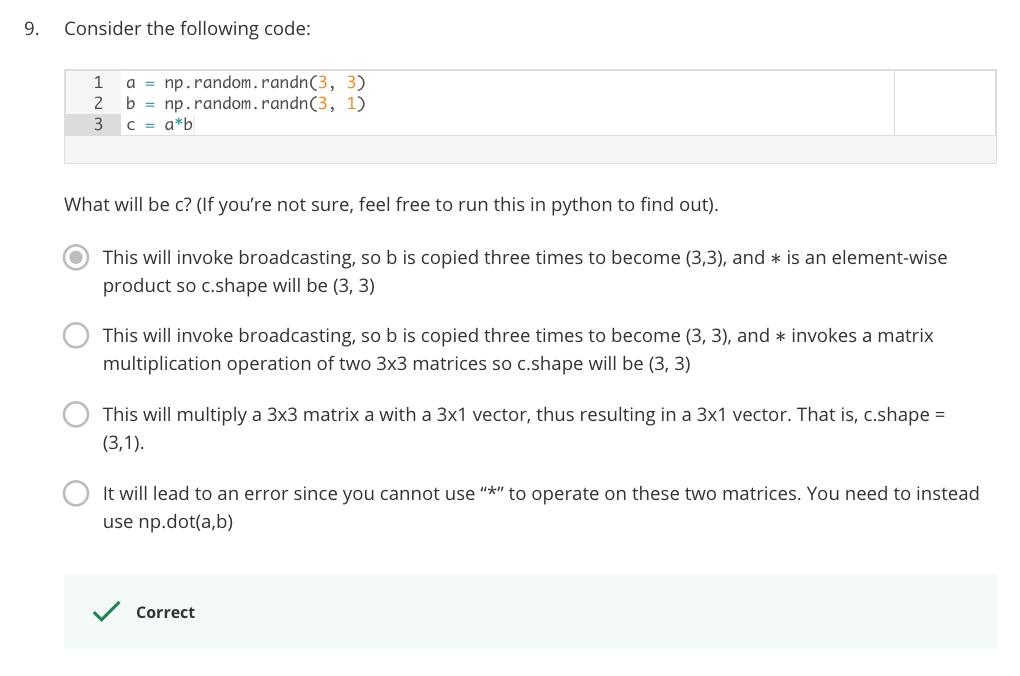 9. Consider the following code:
1 a = np.random.randn(3, 3)
2 b = np.random.randn(3, 1)
3 c = a*b
What will be c? (If you’re not sure, feel free to run this in python to find out).
This will invoke broadcasting, so b is copied three times to become (3,3), and ∗ is an element-wise
product so c.shape will be (3, 3)
This will invoke broadcasting, so b is copied three times to become (3, 3), and ∗ invokes a matrix
multiplication operation of two 3x3 matrices so c.shape will be (3, 3)
This will multiply a 3x3 matrix a with a 3x1 vector, thus resulting in a 3x1 vector. That is, c.shape =
(3,1).
It will lead to an error since you cannot use “*” to operate on these two matrices. You need to instead
use np.dot(a,b)
Correct